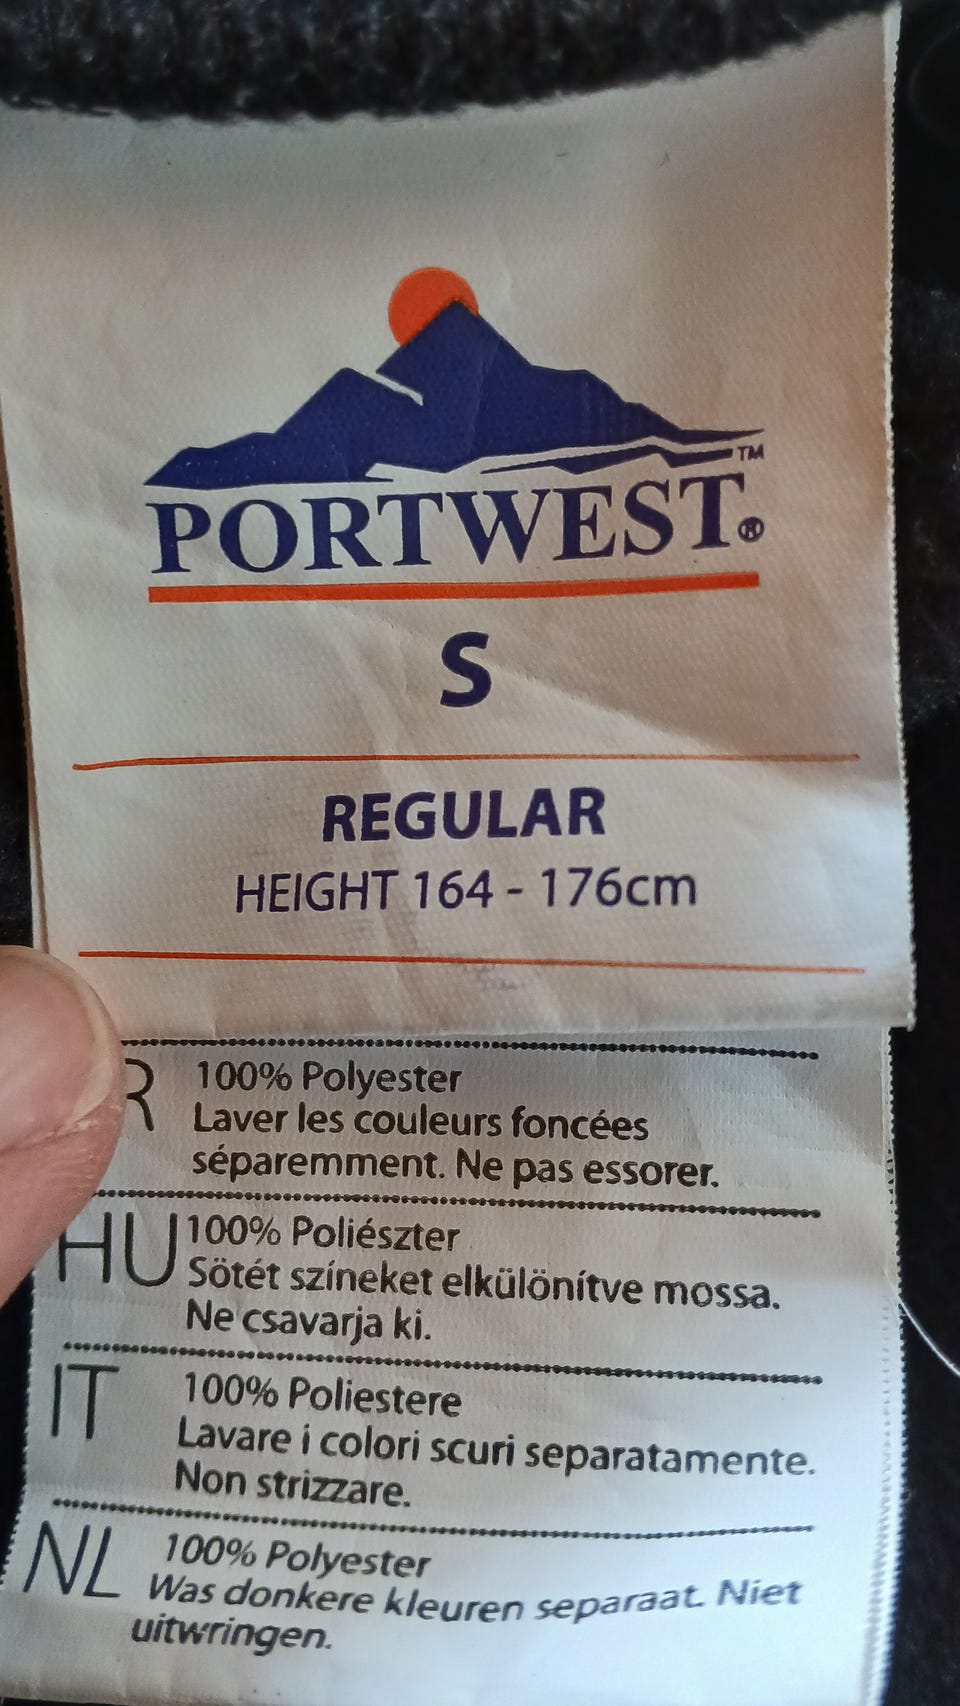 TM
PORTWEST®
S
REGULAR
HEIGHT 164 - 176cm
R 100% Polyester
Laver les couleurs foncées
séparemment. Ne pas essorer.
HU 100% Poliészter
Sötét színeket elkülönítve mossa.
Ne csavarja ki.
IT 100% Poliestere
Lavare i colori scuri separatamente.
Non strizzare.
NL 100% Polyester
Was donkere kleuren separaat. Niet
uitwringen.